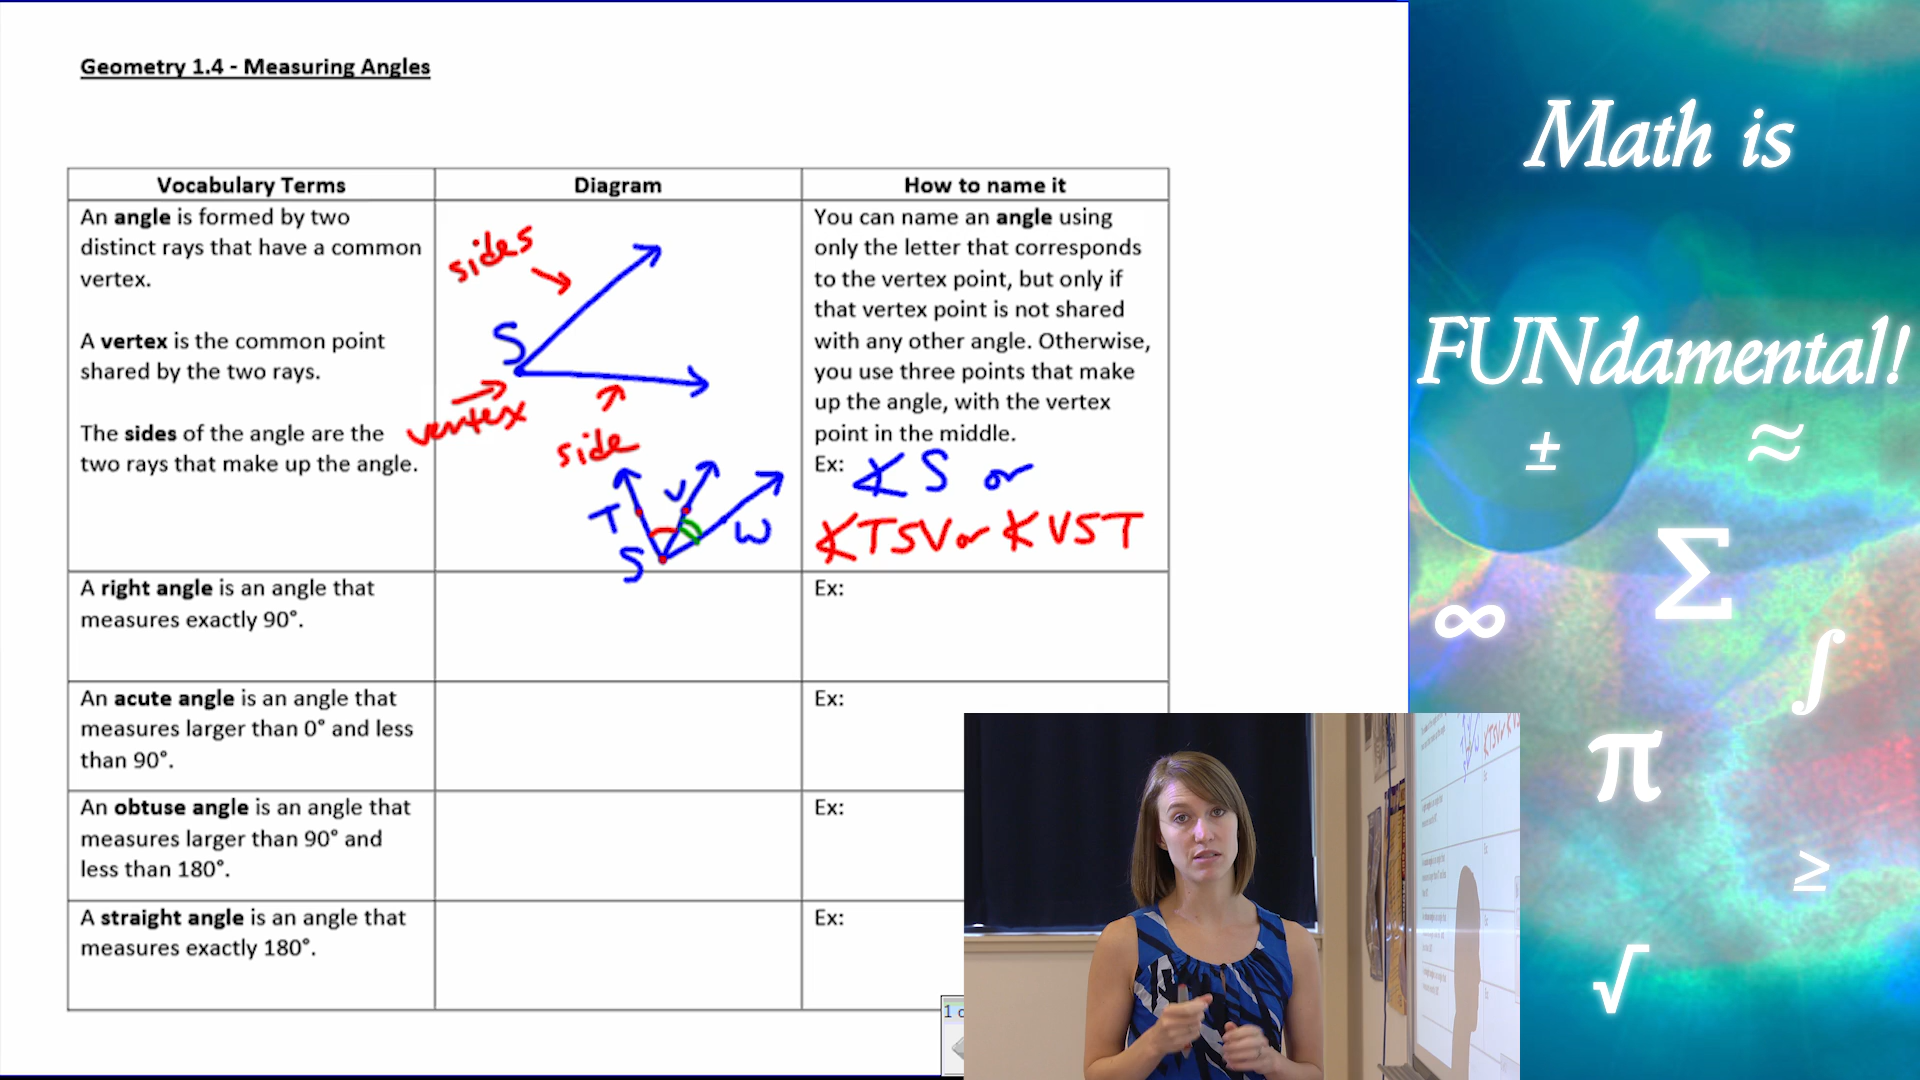 Geometry 1.4 - Measuring Angles
Vocabulary Terms
Diagram
How to name it
An angle is formed by two
distinct rays that have a common
vertex.
A vertex is the common point
shared by the two rays.
The sides of the angle are the
two rays that make up the angle.
sides
S
vertex
side
T
V
W
S
You can name an angle using
only the letter that corresponds
to the vertex point, but only if
that vertex point is not shared
with any other angle. Otherwise,
you use three points that make
up the angle, with the vertex
point in the middle.
Ex: ∢S or
∢TSV or ∢VST
A right angle is an angle that
measures exactly 90°.
Ex:
An acute angle is an angle that
measures larger than 0° and less
than 90°.
Ex:
An obtuse angle is an angle that
measures larger than 90° and
less than 180°.
Ex:
A straight angle is an angle that
measures exactly 180°.
Ex:
Math is
FUNdamental!
± ≈
Σ
∞
∫
π
≥
√